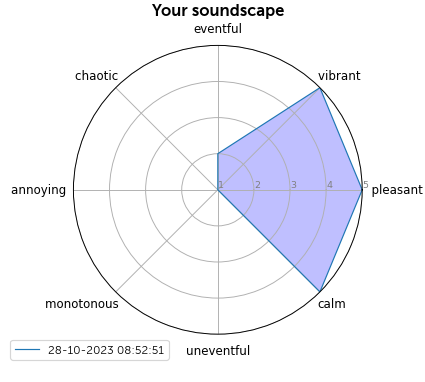 Your soundscape
eventful
chaotic
vibrant
annoying
1 2 3 4 5
pleasant
monotonous
calm
uneventful
28-10-2023 08:52:51